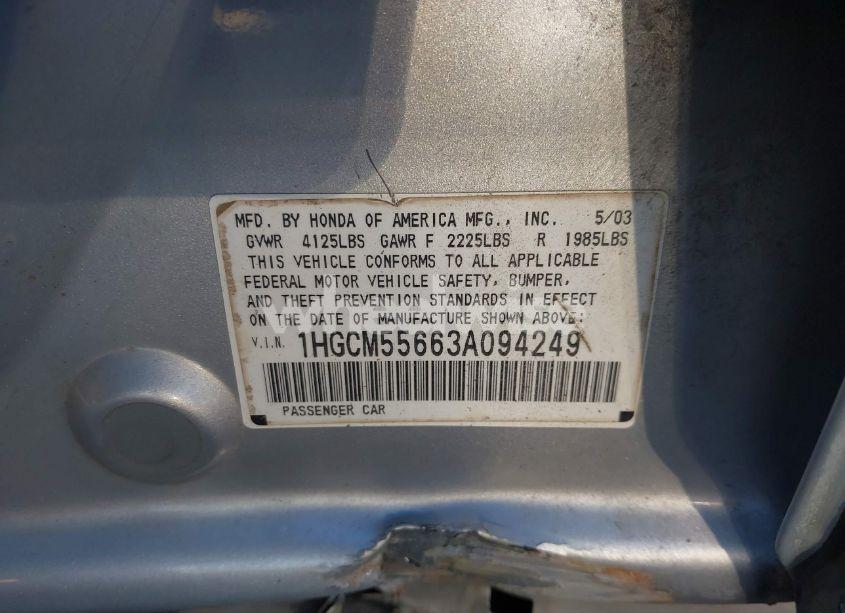 MFD. BY HONDA OF AMERICA MFG., INC. 5/03
GVWR 4125LBS GAWR F 2225LBS R 1985LBS
THIS VEHICLE CONFORMS TO ALL APPLICABLE
FEDERAL MOTOR VEHICLE SAFETY, BUMPER,
AND THEFT PREVENTION STANDARDS IN EFFECT
ON THE DATE OF MANUFACTURE SHOWN ABOVE:
V.I.N. 1HGCM55663A094249
PASSENGER CAR